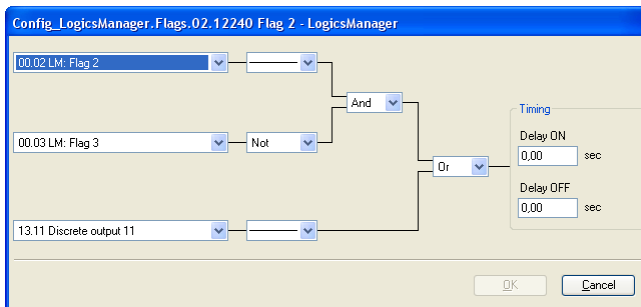 Config_LogicsManager.Flags.02.12240 Flag 2 - LogicsManager
00.02 LM: Flag 2
And
Timing
Delay ON
00.03 LM: Flag 3
Not
0,00
sec
Or
Delay OFF
0,00
sec
13.11 Discrete output 11
OK
Cancel